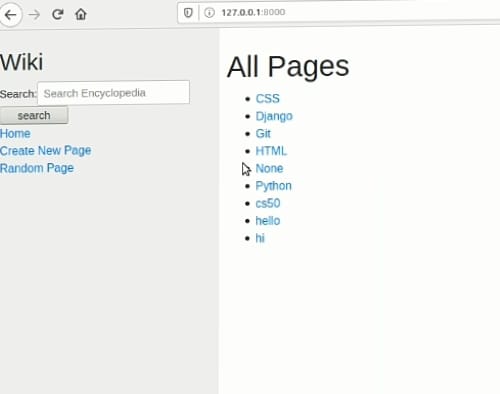 127.0.0.1:8000
Wiki
Search: Search Encyclopedia
search
Home
Create New Page
Random Page
All Pages
CSS
Django
Git
HTML
None
Python
cs50
hello
hi